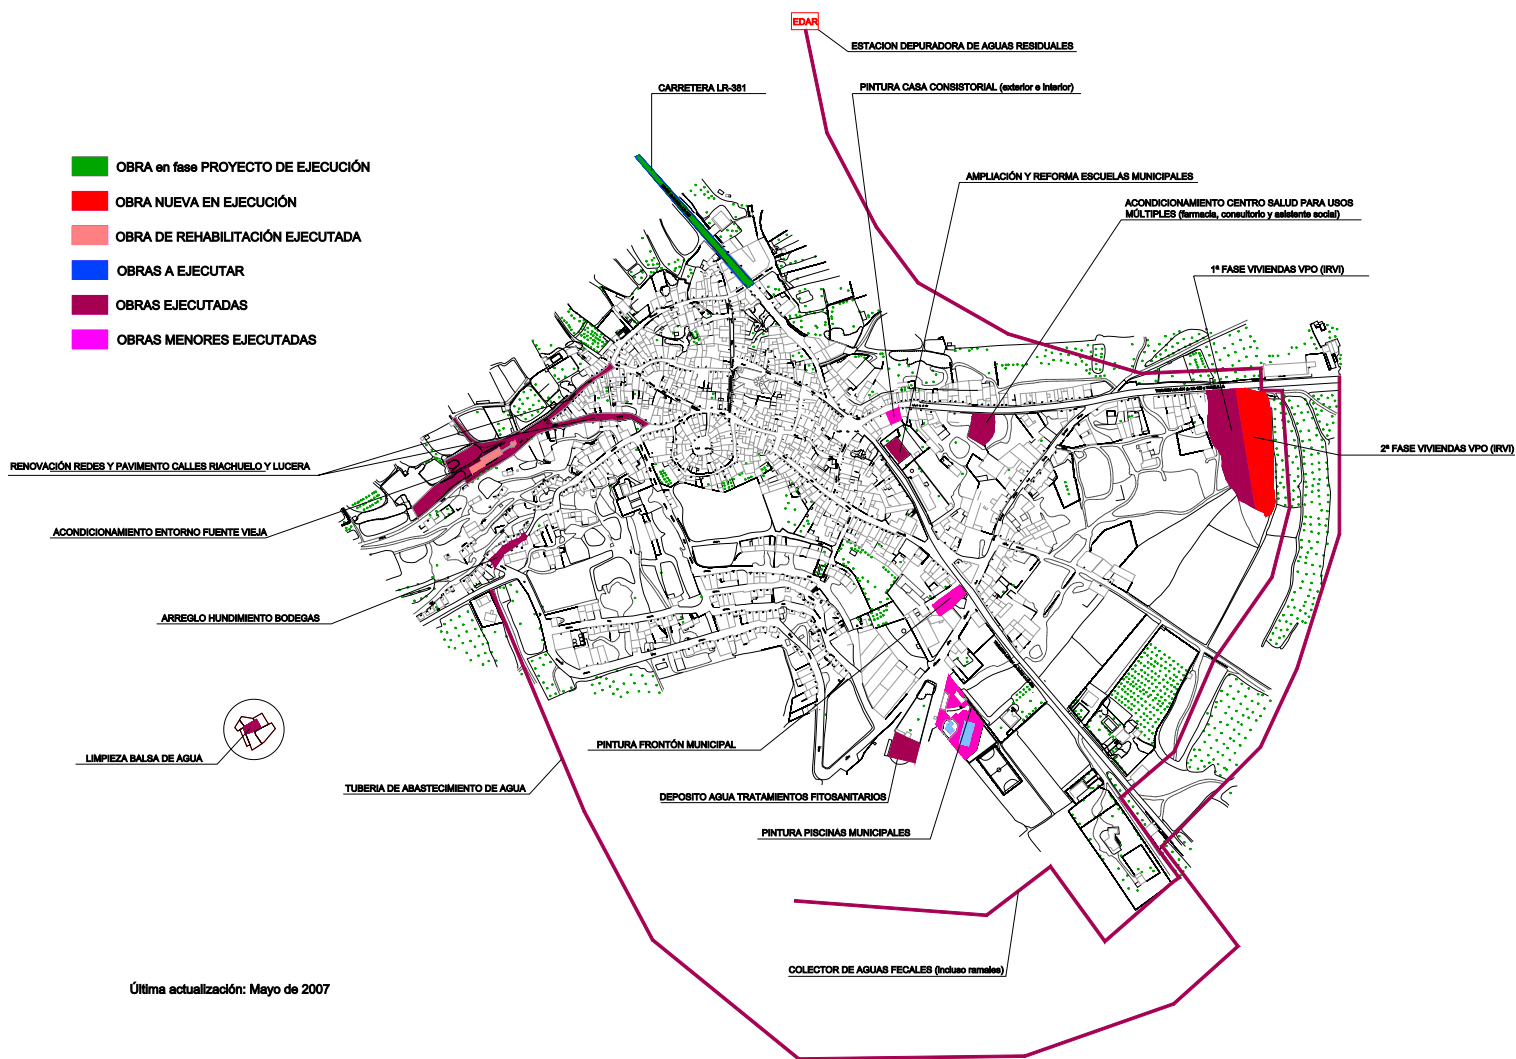 EDAR
ESTACION DEPURADORA DE AGUAS RESIDUALES
CARRETERA LR-381
PINTURA CASA CONSISTORIAL (exterior e interior)
OBRA en fase PROYECTO DE EJECUCIÓN
OBRA NUEVA EN EJECUCIÓN
OBRA DE REHABILITACIÓN EJECUTADA
OBRAS A EJECUTAR
OBRAS EJECUTADAS
OBRAS MENORES EJECUTADAS
AMPLIACIÓN Y REFORMA ESCUELAS MUNICIPALES
ACONDICIONAMIENTO CENTRO SALUD PARA USOS
MÚLTIPLES (farmacia, consultorio y asistente social)
1ª FASE VIVIENDAS VPO (IRVI)
2ª FASE VIVIENDAS VPO (IRVI)
RENOVACIÓN REDES Y PAVIMENTO CALLES RIACHUELO Y LUCERA
ACONDICIONAMIENTO ENTORNO FUENTE VIEJA
ARREGLO HUNDIMIENTO BODEGAS
LIMPIEZA BALSA DE AGUA
PINTURA FRONTÓN MUNICIPAL
TUBERIA DE ABASTECIMIENTO DE AGUA
DEPOSITO AGUA TRATAMIENTOS FITOSANITARIOS
PINTURA PISCINAS MUNICIPALES
COLECTOR DE AGUAS FECALES (incluso ramales)
Última actualización: Mayo de 2007